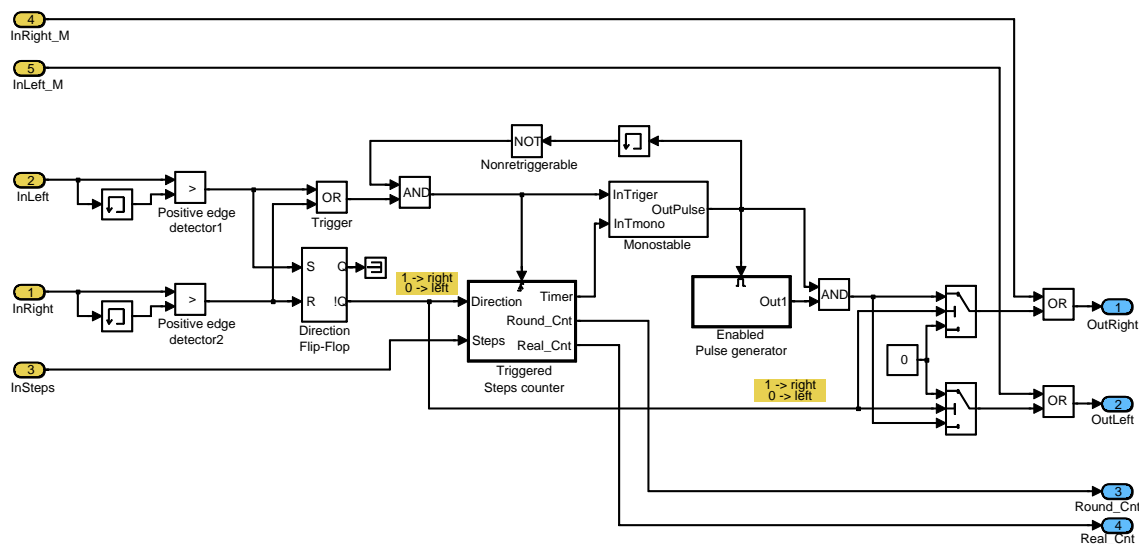 4
InRight_M
5
InLeft_M
NOT
Nonretriggerable
2
InLeft
>
Positive edge
detector1
OR
Trigger
AND
InTriger
OutPulse
InTmono
Monostable
1
InRight
>
Positive edge
detector2
S
Q
R
!Q
Direction
Flip-Flop
1 -> right
0 -> left
Direction
Timer
Round_Cnt
Steps
Real_Cnt
Triggered
Steps counter
Out1
Enabled
Pulse generator
AND
OR
1
OutRight
0
3
InSteps
1 -> right
0 -> left
OR
2
OutLeft
3
Round_Cnt
4
Real_Cnt